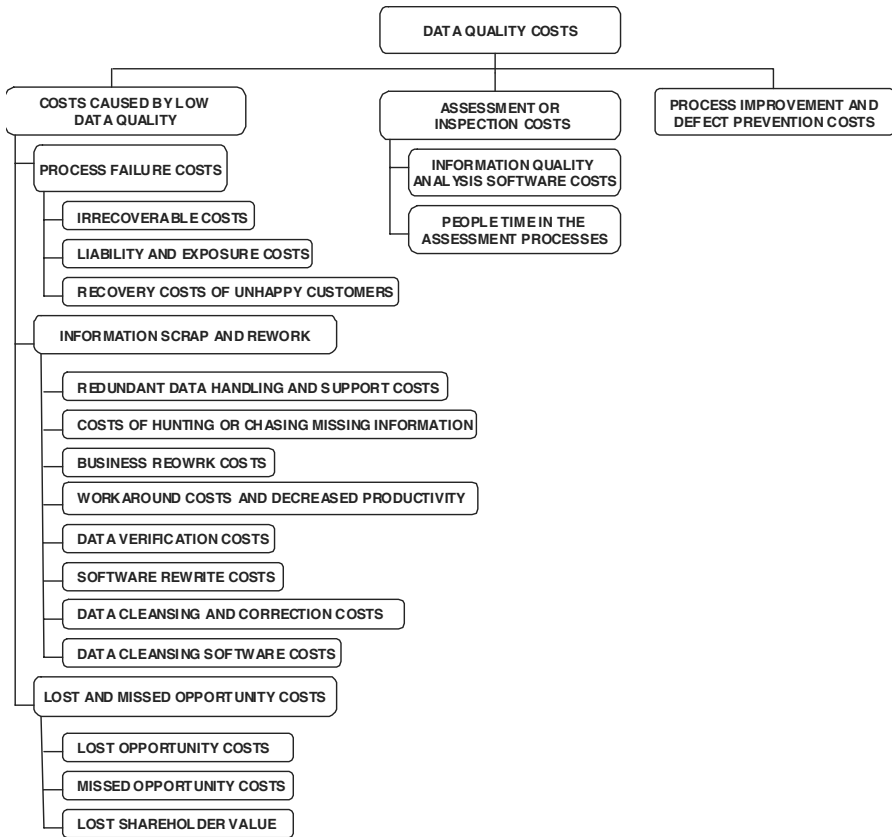 DATA QUALITY COSTS
COSTS CAUSED BY LOW
DATA QUALITY
ASSESSMENT OR
INSPECTION COSTS
PROCESS IMPROVEMENT AND
DEFECT PREVENTION COSTS
PROCESS FAILURE COSTS
INFORMATION QUALITY
ANALYSIS SOFTWARE COSTS
IRRECOVERABLE COSTS
PEOPLE TIME IN THE
ASSESSMENT PROCESSES
LIABILITY AND EXPOSURE COSTS
RECOVERY COSTS OF UNHAPPY CUSTOMERS
INFORMATION SCRAP AND REWORK
REDUNDANT DATA HANDLING AND SUPPORT COSTS
COSTS OF HUNTING OR CHASING MISSING INFORMATION
BUSINESS REOWRK COSTS
WORKAROUND COSTS AND DECREASED PRODUCTIVITY
DATA VERIFICATION COSTS
SOFTWARE REWRITE COSTS
DATA CLEANSING AND CORRECTION COSTS
DATA CLEANSING SOFTWARE COSTS
LOST AND MISSED OPPORTUNITY COSTS
LOST OPPORTUNITY COSTS
MISSED OPPORTUNITY COSTS
LOST SHAREHOLDER VALUE